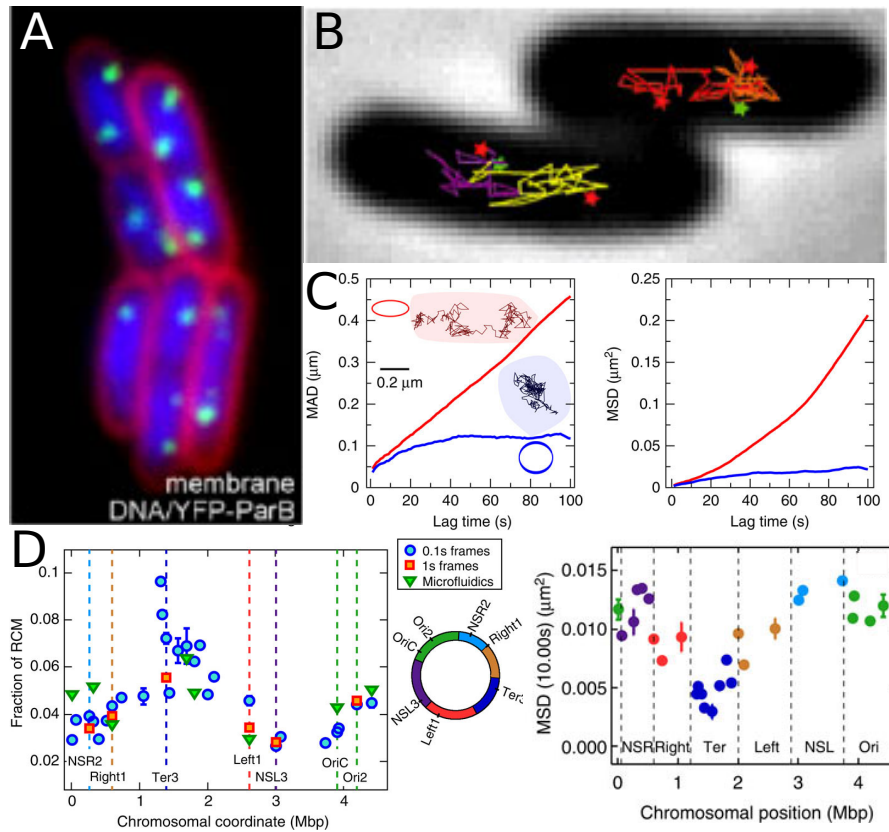 A
membrane
DNA/YFP-ParB
B
C
0.5
0.4
0.3
0.2
0.1
0
MAD (μm)
0.2 μm
0 20 40 60 80 100
Lag time (s)
0.25
0.2
0.15
0.1
0.05
0
MSD (μm²)
0 20 40 60 80 100
Lag time (s)
D
0.1
0.08
0.06
0.04
0.02
Fraction of RCM
NSR2
Right1
Ter3
Left1
NSL3
OriC
Ori2
0 1 2 3 4
Chromosomal coordinate (Mbp)
0.1s frames
1s frames
Microfluidics
Ori2
NSR2
Right1
Ter3
Left1
NSL3
OriC
0.015
0.010
0.005
0.000
MSD (10.00s) (μm²)
NSR Right Ter Left NSL Ori
0 1 2 3 4
Chromosomal position (Mbp)